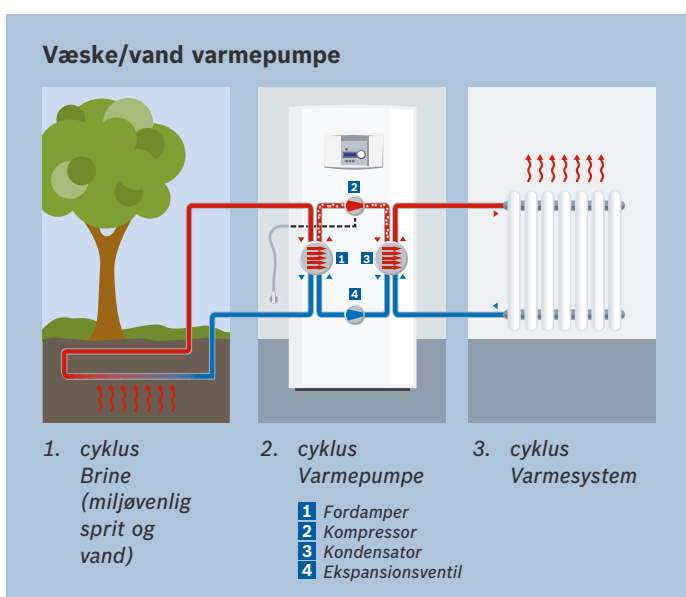 Væske/vand varmepumpe
2
1
3
4
1. cyklus
Brine
(miljøvenlig
sprit og
vand)
2. cyklus
Varmepumpe
1 Fordamper
2 Kompressor
3 Kondensator
4 Ekspansionsventil
3. cyklus
Varmesystem